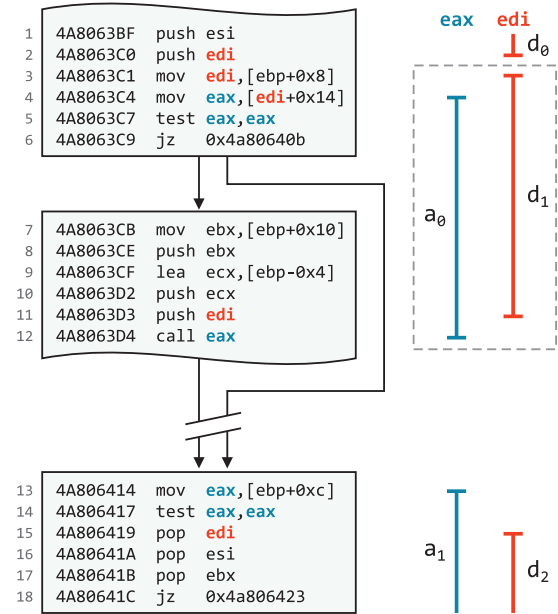 eax edi
1 4A8063BF push esi
2 4A8063C0 push edi
3 4A8063C1 mov edi,[ebp+0x8]
4 4A8063C4 mov eax,[edi+0x14]
5 4A8063C7 test eax,eax
6 4A8063C9 jz 0x4a80640b
d0
7 4A8063CB mov ebx,[ebp+0x10]
8 4A8063CE push ebx
9 4A8063CF lea ecx,[ebp-0x4]
10 4A8063D2 push ecx
11 4A8063D3 push edi
12 4A8063D4 call eax
a0
d1
13 4A806414 mov eax,[ebp+0xc]
14 4A806417 test eax,eax
15 4A806419 pop edi
16 4A80641A pop esi
17 4A80641B pop ebx
18 4A80641C jz 0x4a806423
a1
d2